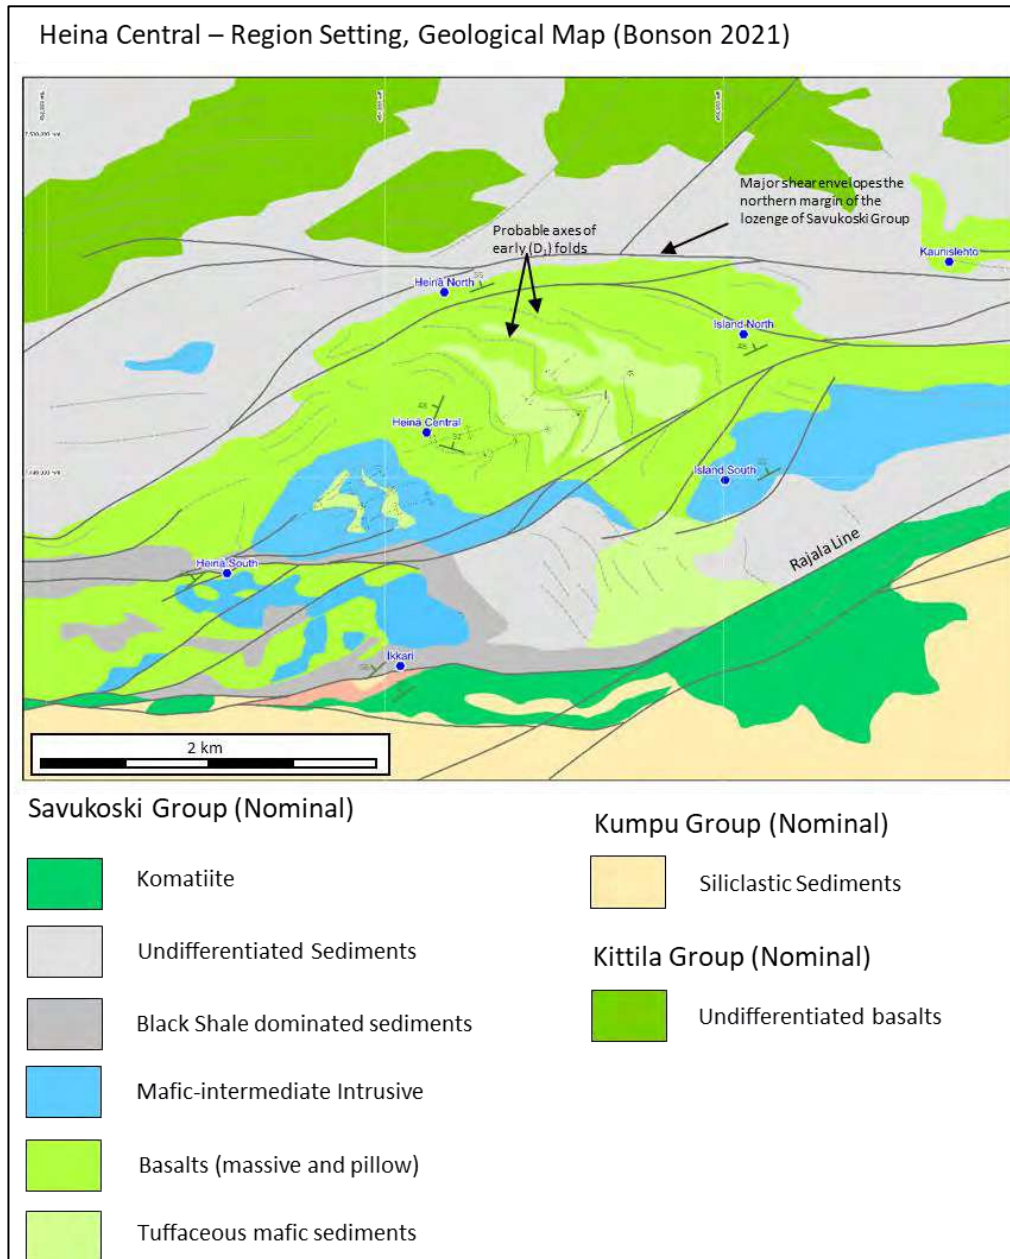 Heina Central – Region Setting, Geological Map (Bonson 2021)
Major shear envelopes the
northern margin of the
lozenge of Savukoski Group
Probable axes of
early (D₁) folds
Kaunislehto
Heinä North
Island North
Heinä Central
Island South
Rajala Line
Heinä South
Ikkari
2 km
Savukoski Group (Nominal)
Komatiite
Undifferentiated Sediments
Black Shale dominated sediments
Mafic-intermediate Intrusive
Basalts (massive and pillow)
Tuffaceous mafic sediments
Kumpu Group (Nominal)
Siliclastic Sediments
Kittila Group (Nominal)
Undifferentiated basalts